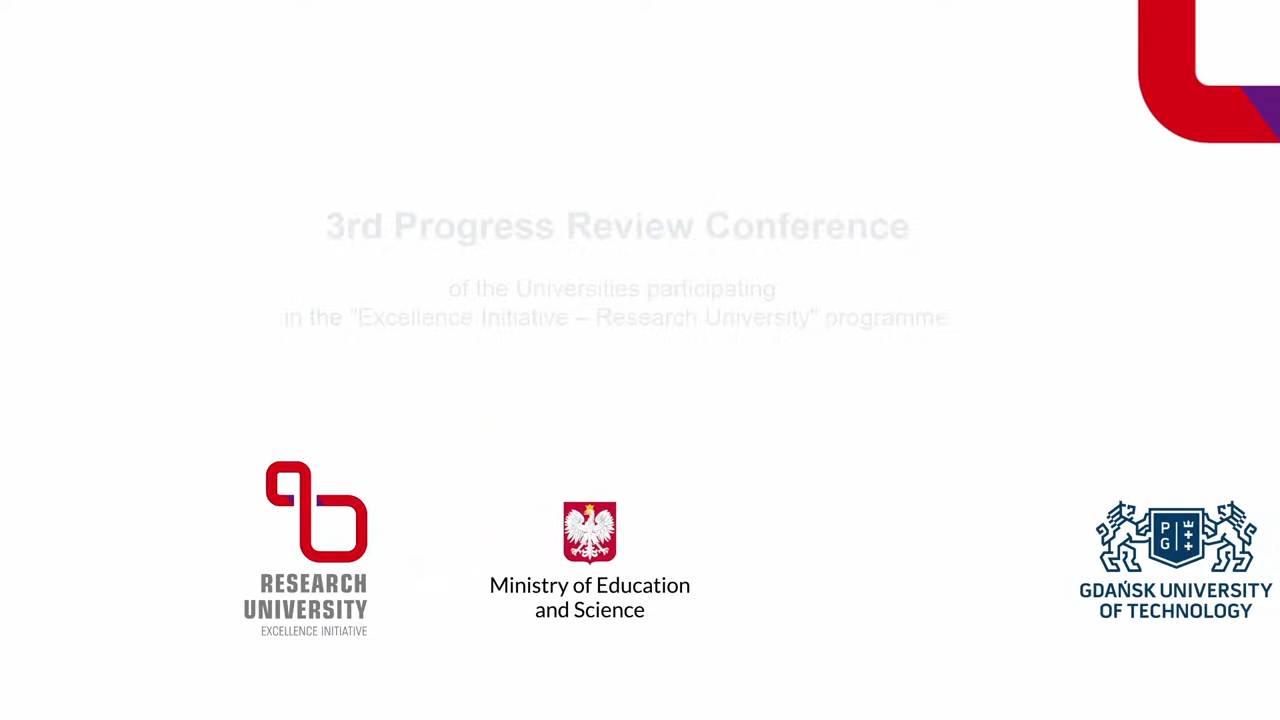 3rd Progress Review Conference
of the Universities participating
in the "Excellence Initiative – Research University" programme
RESEARCH
UNIVERSITY
EXCELLENCE INITIATIVE
Ministry of Education
and Science
P G
GDAŃSK UNIVERSITY
OF TECHNOLOGY